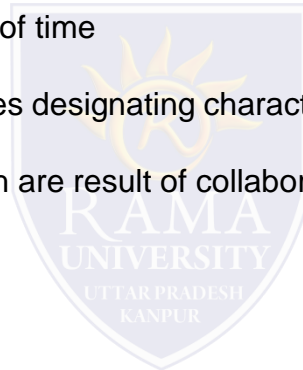 of time
es designating charact
n are result of collabor
RAMA
UNIVERSITY
UTTAR PRADESH
KANPUR